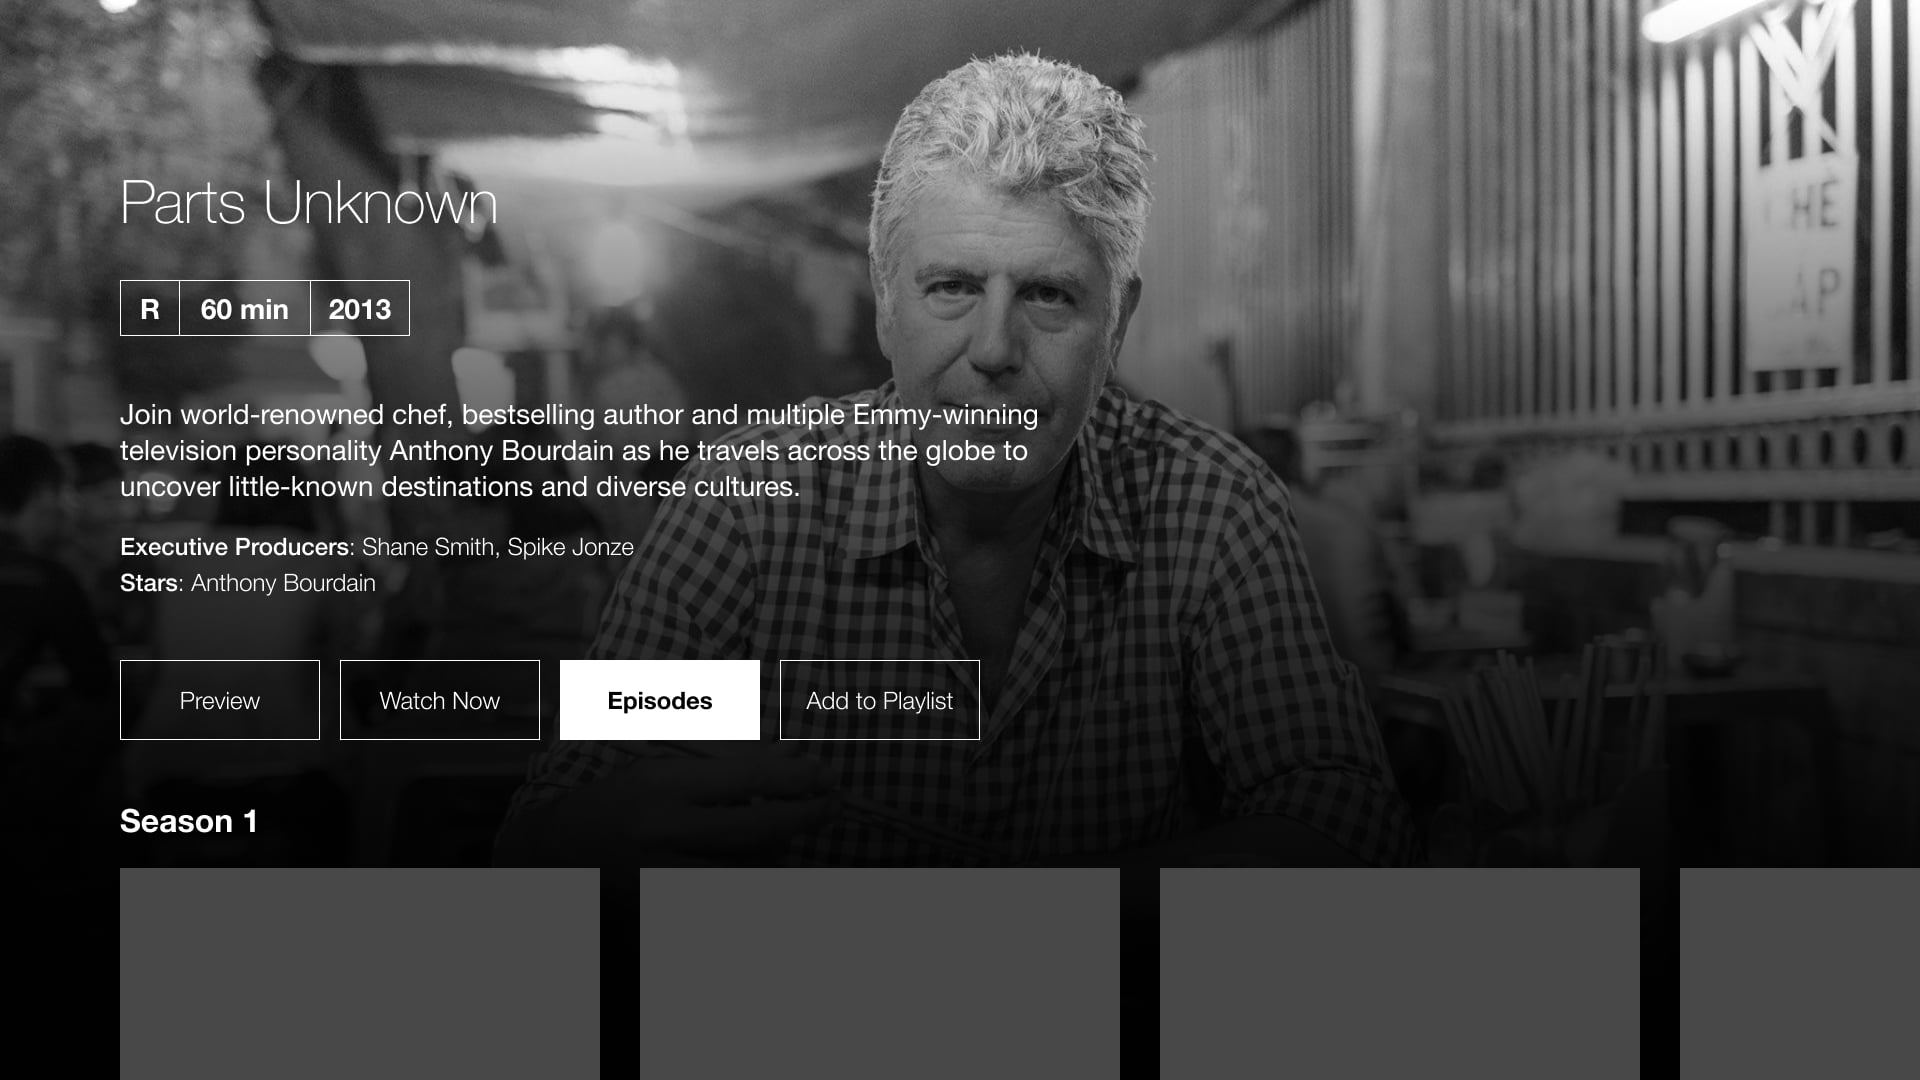 Parts Unknown
R 60 min 2013
Join world-renowned chef, bestselling author and multiple Emmy-winning
television personality Anthony Bourdain as he travels across the globe to
uncover little-known destinations and diverse cultures.
Executive Producers: Shane Smith, Spike Jonze
Stars: Anthony Bourdain
Preview Watch Now Episodes Add to Playlist
Season 1